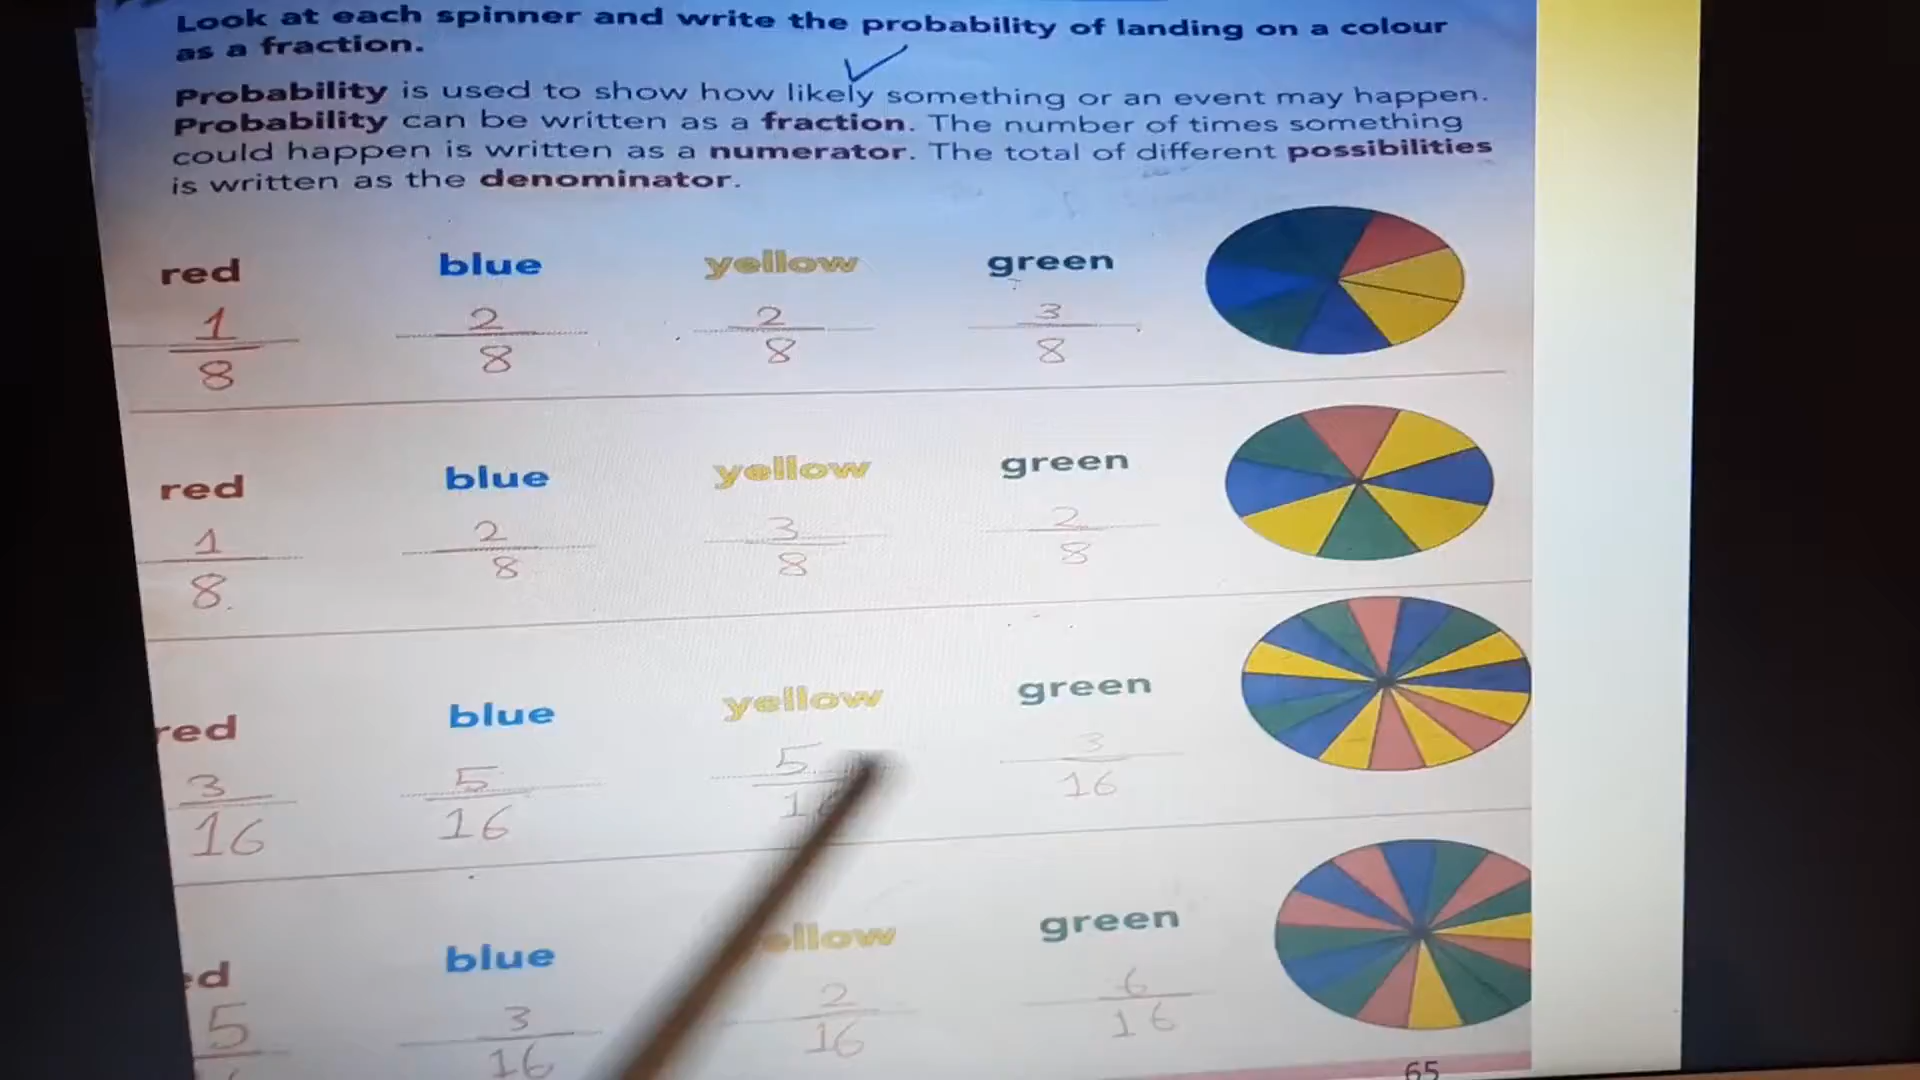 Look at each spinner and write the probability of landing on a colour
as a fraction.
Probability is used to show how likely something or an event may happen.
Probability can be written as a fraction. The number of times something
could happen is written as a numerator. The total of different possibilities
is written as the denominator.
red blue yellow green
1/8 2/8 2/8 3/8
red blue yellow green
1/8. 2/8 3/8 2/8
red blue yellow green
3/16 5/16 5/1 3/16
ed blue ellow green
5 3/16 2/16 6/16
65